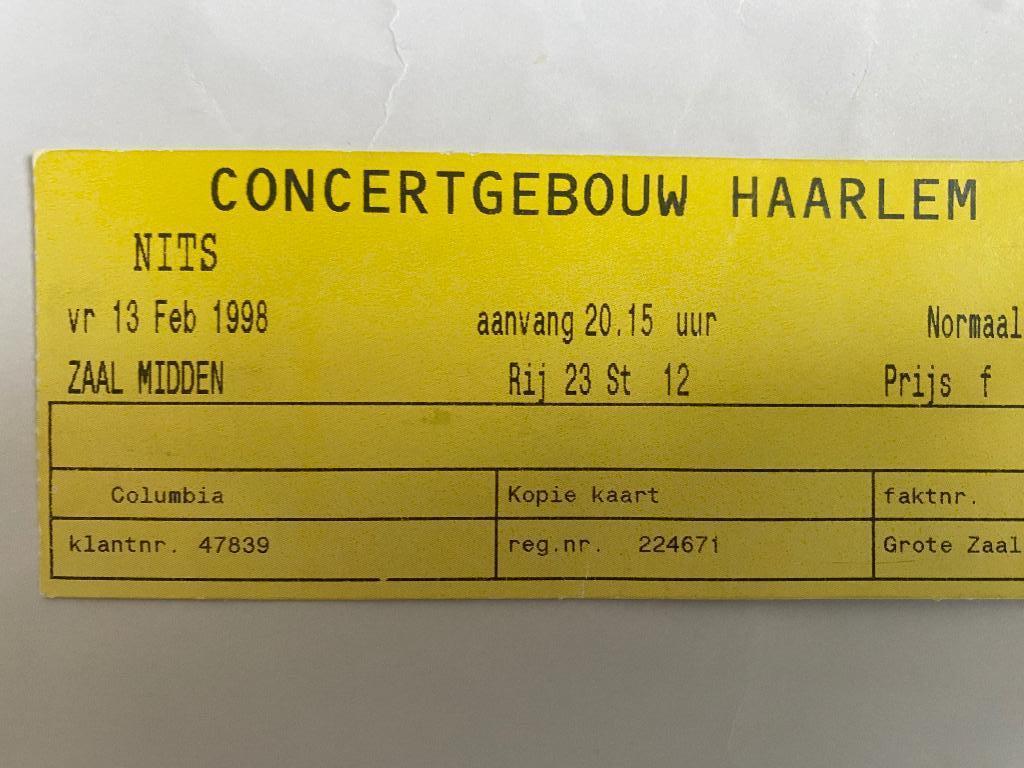 CONCERTGEBOUW HAARLEM
NITS
vr 13 Feb 1998 aanvang 20.15 uur Normaal
ZAAL MIDDEN Rij 23 St 12 Prijs f
Columbia Kopie kaart faktnr.
klantnr. 47839 reg.nr. 224671 Grote Zaal